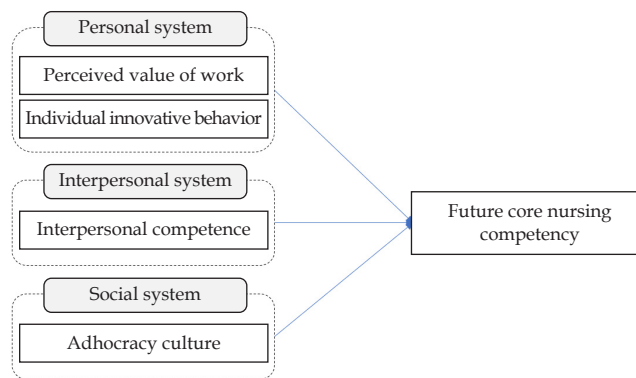 Personal system
Perceived value of work
Individual innovative behavior
Interpersonal system
Interpersonal competence
Social system
Adhocracy culture
Future core nursing
competency